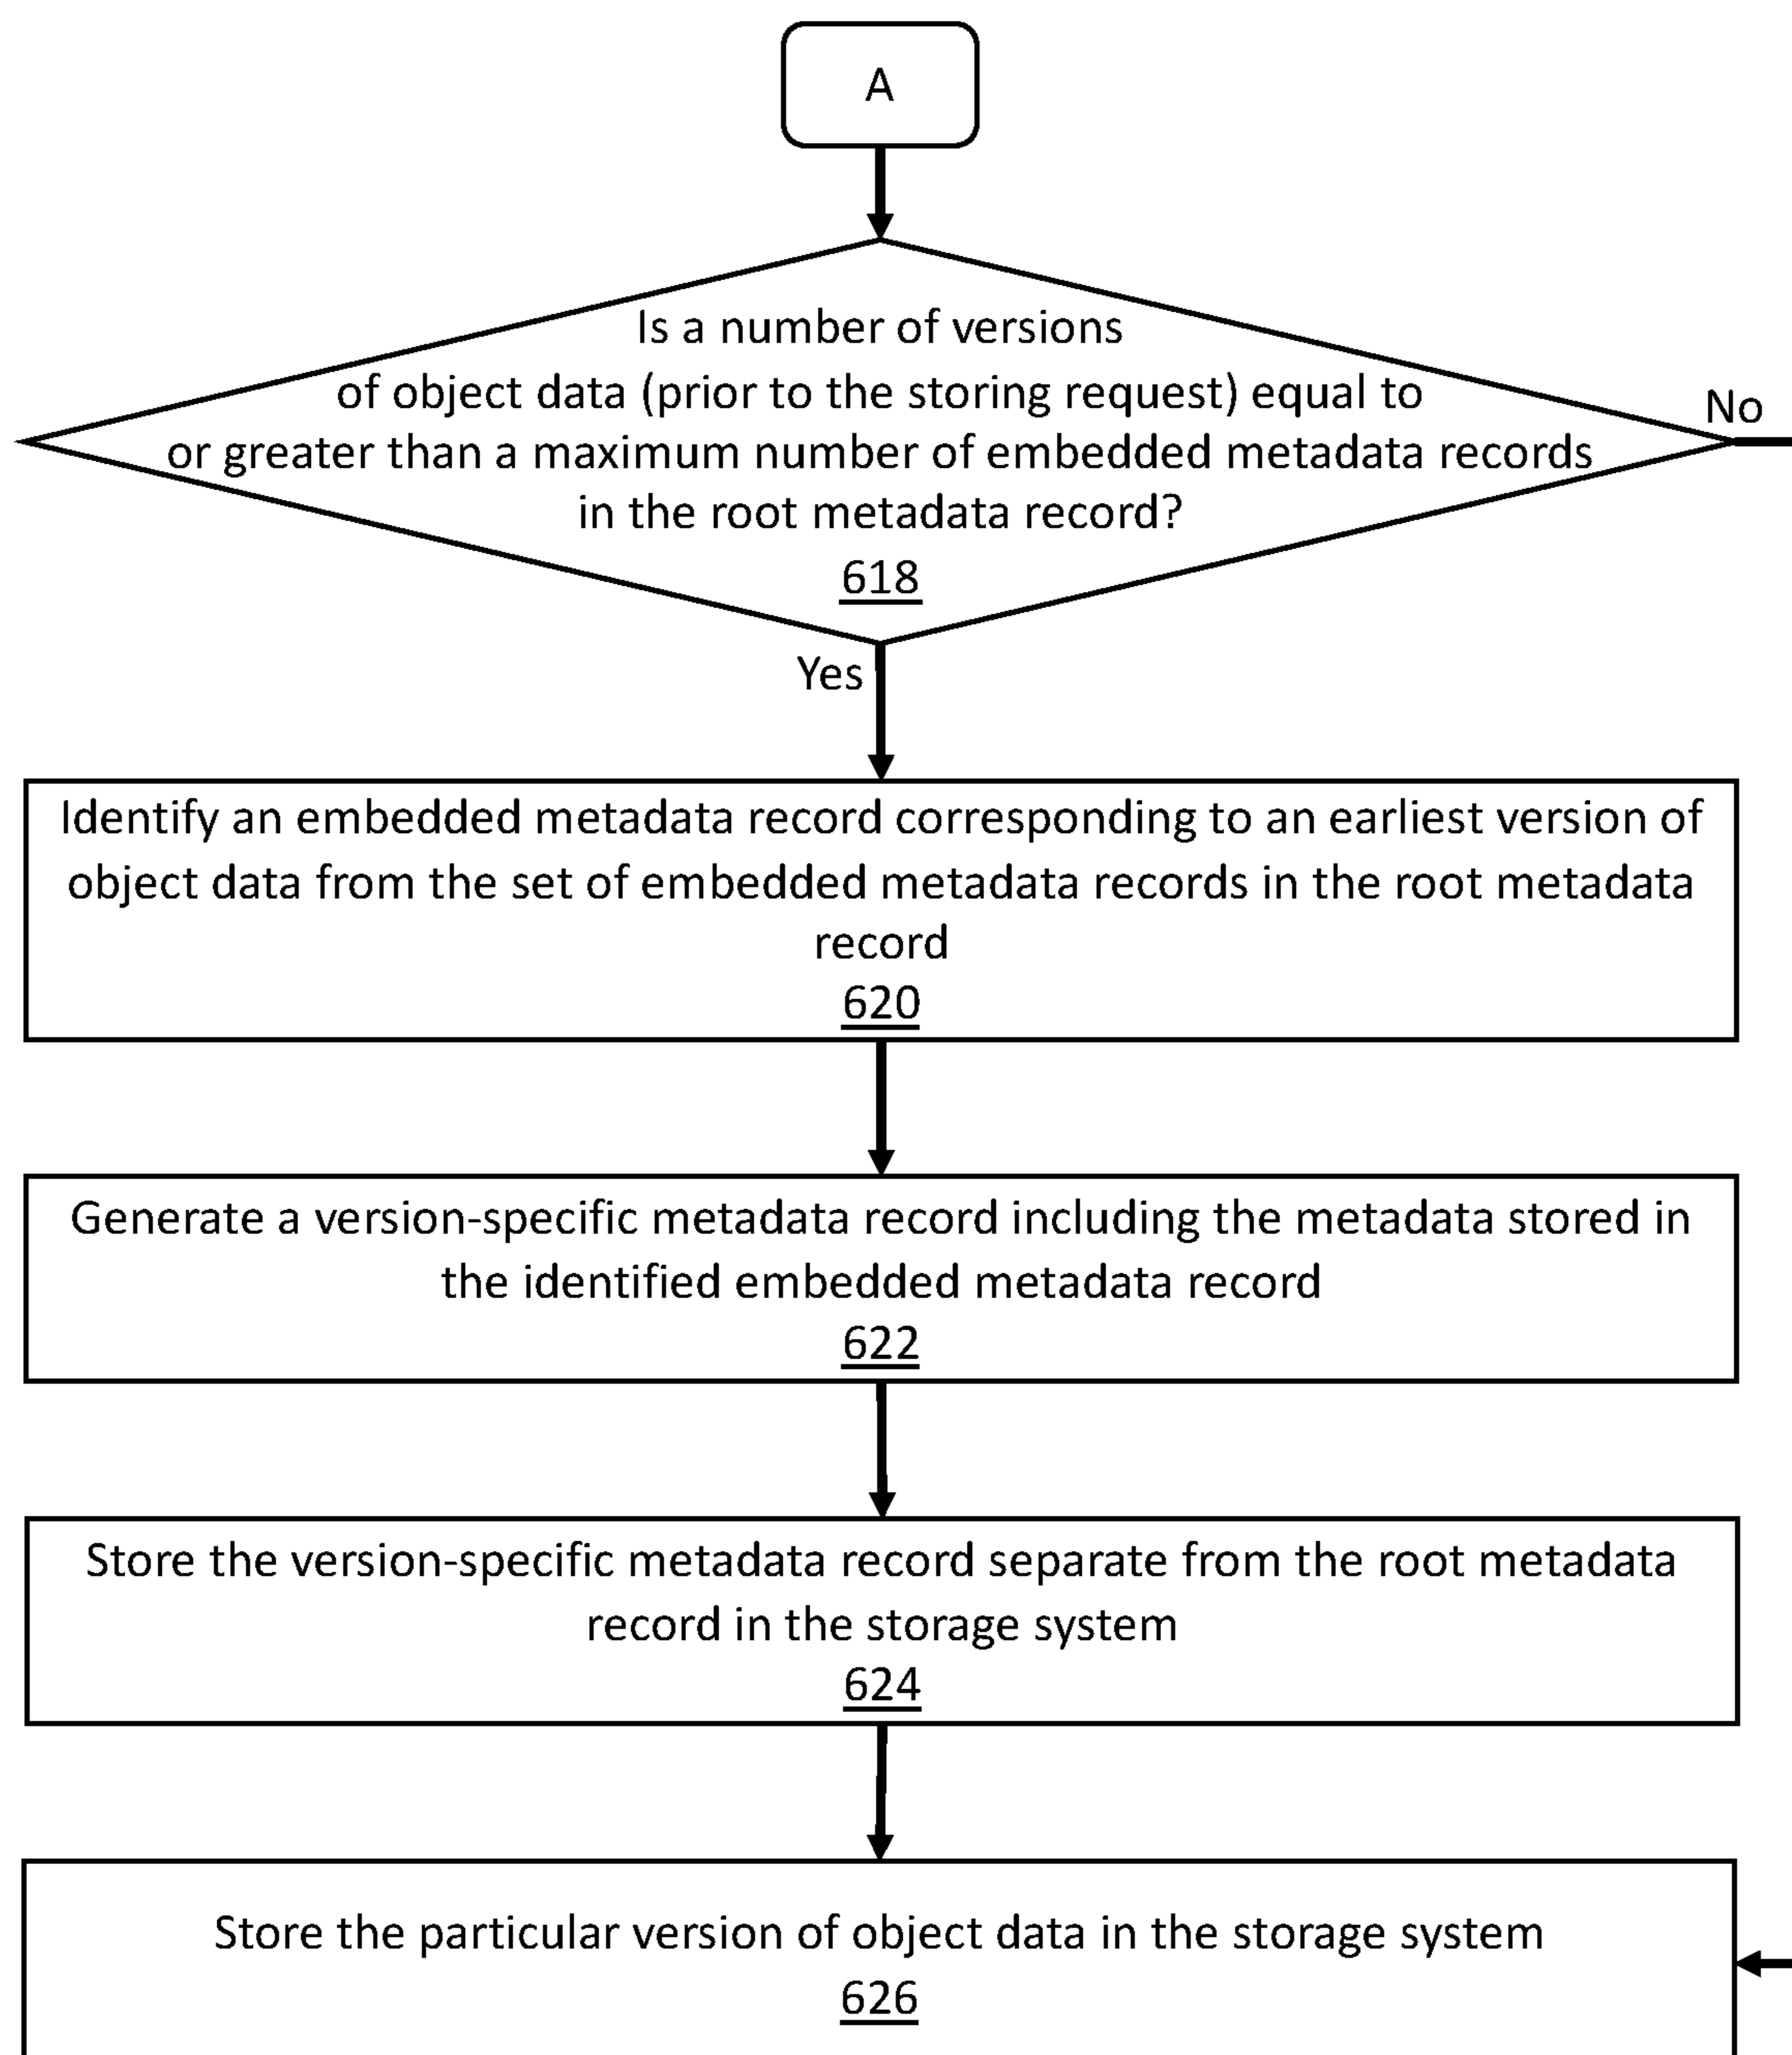 A
Is a number of versions
of object data (prior to the storing request) equal to
or greater than a maximum number of embedded metadata records
in the root metadata record?
618
No
Yes
Identify an embedded metadata record corresponding to an earliest version of
object data from the set of embedded metadata records in the root metadata
record
620
Generate a version-specific metadata record including the metadata stored in
the identified embedded metadata record
622
Store the version-specific metadata record separate from the root metadata
record in the storage system
624
Store the particular version of object data in the storage system
626